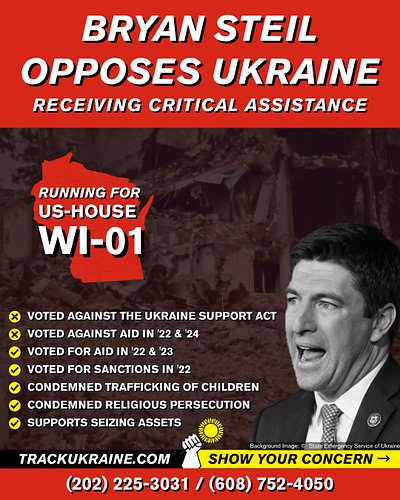 BRYAN STEIL
OPPOSES UKRAINE
RECEIVING CRITICAL ASSISTANCE
RUNNING FOR
US-HOUSE
WI-01
VOTED AGAINST THE UKRAINE SUPPORT ACT
VOTED AGAINST AID IN '22 & '24
VOTED FOR AID IN '22 & '23
VOTED FOR SANCTIONS IN '22
CONDEMNED TRAFFICKING OF CHILDREN
CONDEMNED RELIGIOUS PERSECUTION
SUPPORTS SEIZING ASSETS
Background Image: © State Emergency Service of Ukraine
TRACKUKRAINE.COM
SHOW YOUR CONCERN →
(202) 225-3031 / (608) 752-4050